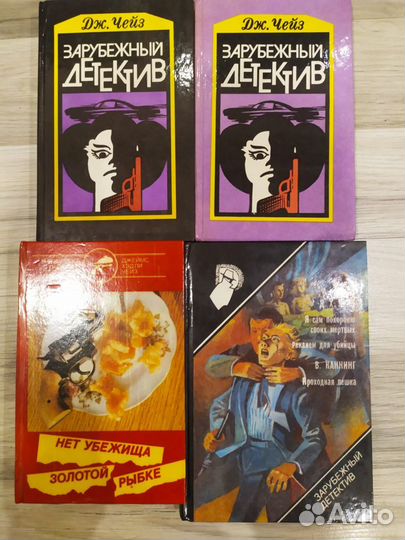 Дж. Чейз
ЗАРУБЕЖНЫЙ
ДЕТЕКТИВ
Дж. Чейз
ЗАРУБЕЖНЫЙ
ДЕТЕКТИВ
ДЖЕЙМС
ХЭДЛИ
ЧЕЙЗ
НЕТ УБЕЖИЩА
ЗОЛОТОЙ РЫБКЕ
Я сам похороню
своих мертвых
Реквием для убийцы
В. КАННИНГ
Проходная пешка
ЗАРУБЕЖНЫЙ
ДЕТЕКТИВ
Avito